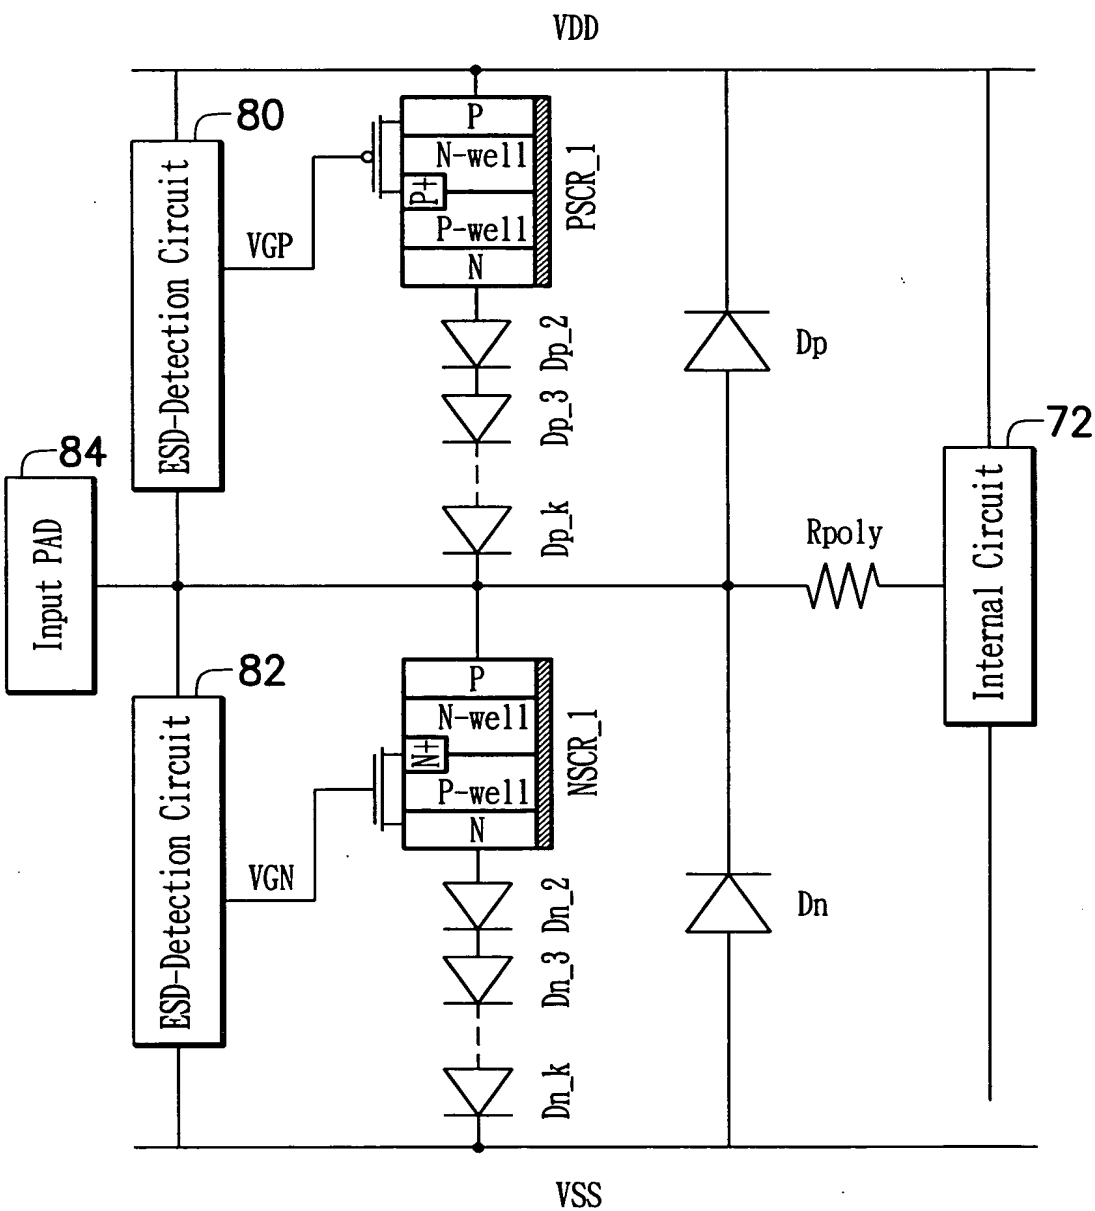 VDD
80
P
N-well
P+
P-well
N
PSCR_1
ESD-Detection Circuit
VGP
Dp_2
Dp_3
Dp_k
Dp
72
84
Input PAD
Rpoly
Internal Circuit
82
P
N-well
N+
P-well
N
NSCR_1
ESD-Detection Circuit
VGN
Dn_2
Dn_3
Dn_k
Dn
VSS